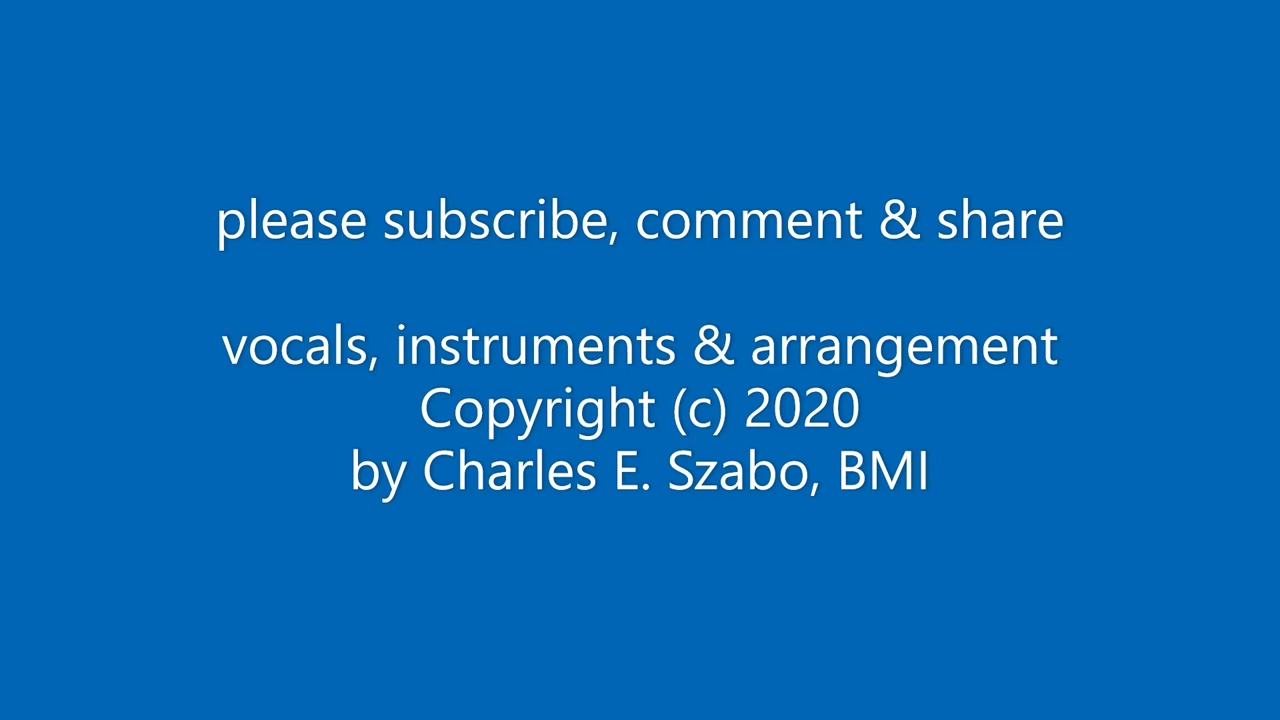 please subscribe, comment & share
vocals, instruments & arrangement
Copyright (c) 2020
by Charles E. Szabo, BMI